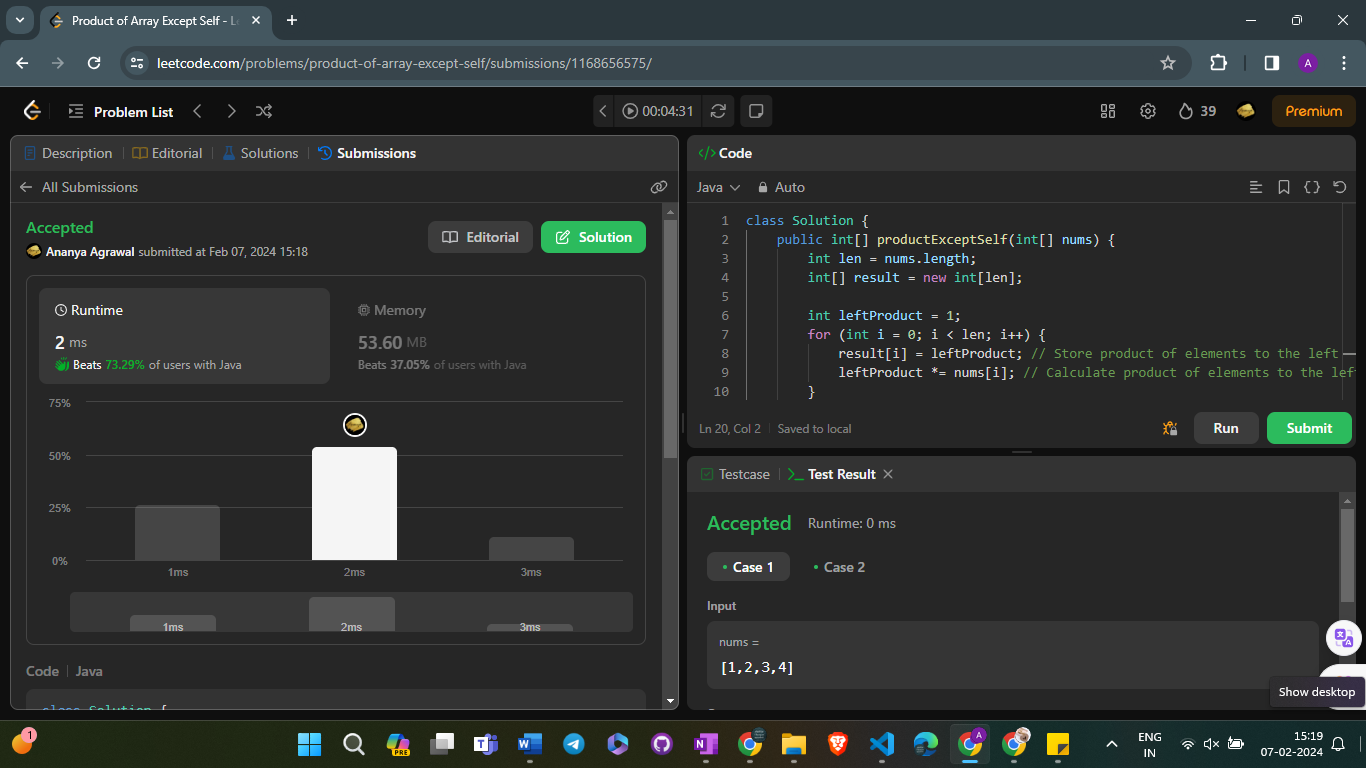 Product of Array Except Self - L
leetcode.com/problems/product-of-array-except-self/submissions/1168656575/
A
Problem List
00:04:31
39
Premium
Description
Editorial
Solutions
Submissions
All Submissions
Accepted
Ananya Agrawal submitted at Feb 07, 2024 15:18
Editorial
Solution
Runtime
2 ms
Beats 73.29% of users with Java
Memory
53.60 MB
Beats 37.05% of users with Java
75%
50%
25%
0%
1ms
2ms
3ms
1ms
2ms
3ms
Code
Java
class Solution {
</> Code
Java
Auto
1 class Solution {
2 public int[] productExceptSelf(int[] nums) {
3 int len = nums.length;
4 int[] result = new int[len];
5
6 int leftProduct = 1;
7 for (int i = 0; i < len; i++) {
8 result[i] = leftProduct; // Store product of elements to the left
9 leftProduct *= nums[i]; // Calculate product of elements to the lef
10 }
Ln 20, Col 2
Saved to local
Run
Submit
Testcase
Test Result
Accepted
Runtime: 0 ms
Case 1
Case 2
Input
nums =
[1,2,3,4]
Show desktop
1
PRE
A
ENG
IN
15:19
07-02-2024